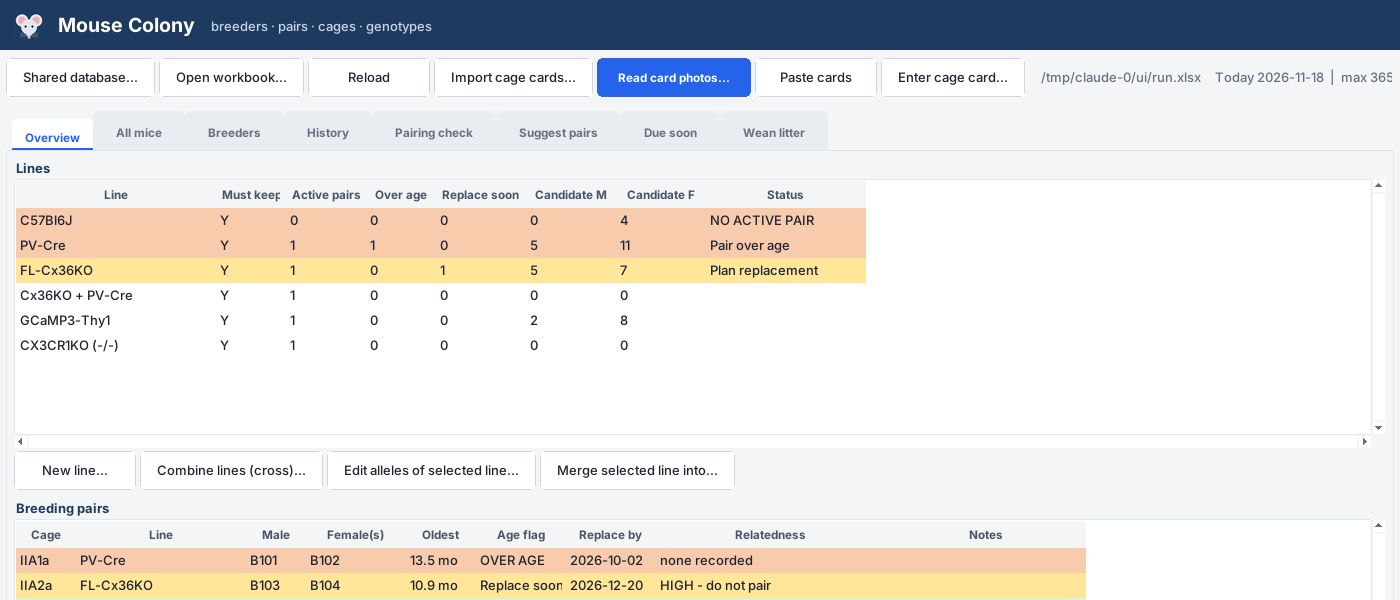 Mouse Colony breeders · pairs · cages · genotypes
Shared database... Open workbook... Reload Import cage cards... Read card photos... Paste cards Enter cage card... /tmp/claude-0/ui/run.xlsx Today 2026-11-18 | max 365
Overview All mice Breeders History Pairing check Suggest pairs Due soon Wean litter
Lines
Line Must keep Active pairs Over age Replace soon Candidate M Candidate F Status
C57Bl6J Y 0 0 0 0 4 NO ACTIVE PAIR
PV-Cre Y 1 1 0 5 11 Pair over age
FL-Cx36KO Y 1 0 1 5 7 Plan replacement
Cx36KO + PV-Cre Y 1 0 0 0 0
GCaMP3-Thy1 Y 1 0 0 2 8
CX3CR1KO (-/-) Y 1 0 0 0 0
New line... Combine lines (cross)... Edit alleles of selected line... Merge selected line into...
Breeding pairs
Cage Line Male Female(s) Oldest Age flag Replace by Relatedness Notes
IIA1a PV-Cre B101 B102 13.5 mo OVER AGE 2026-10-02 none recorded
IIA2a FL-Cx36KO B103 B104 10.9 mo Replace soon 2026-12-20 HIGH - do not pair